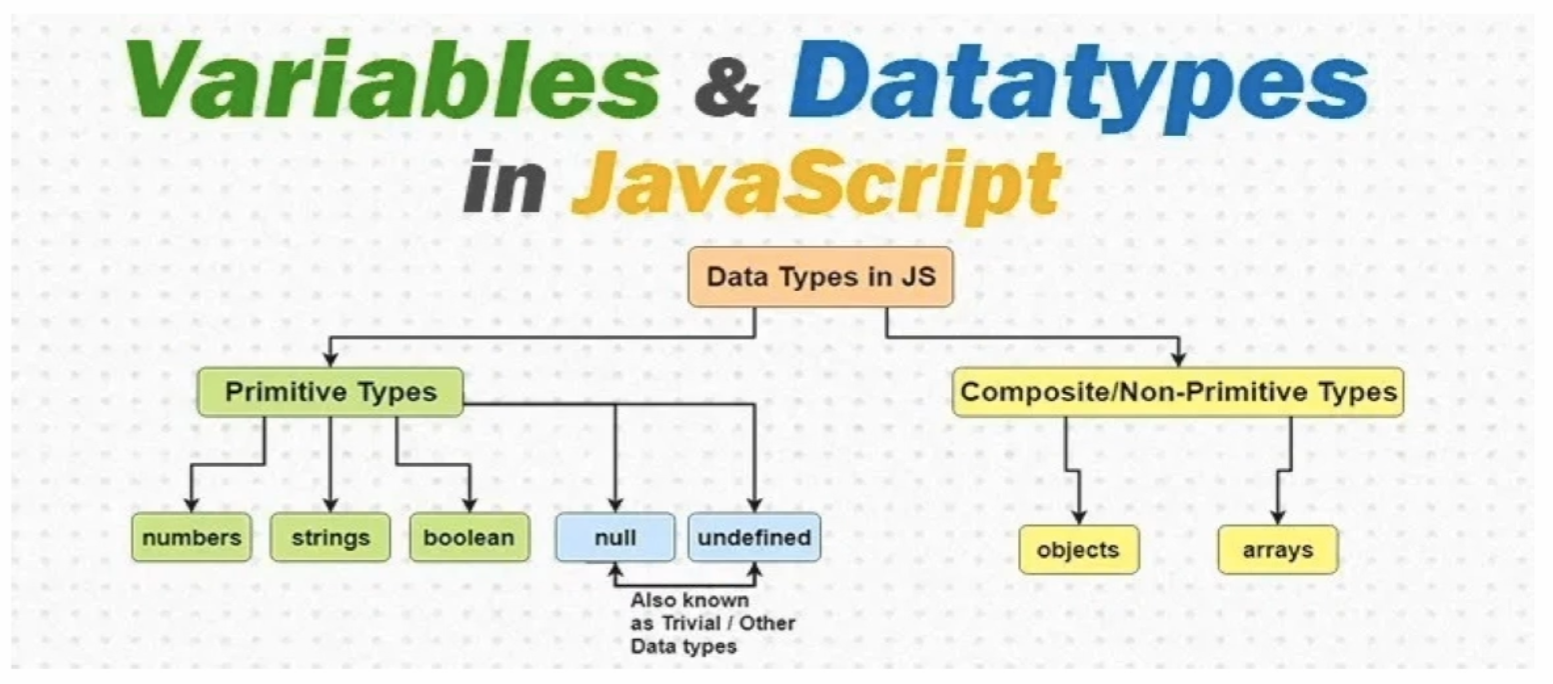 Variables & Datatypes
in JavaScript
Data Types in JS
Primitive Types
Composite/Non-Primitive Types
numbers
strings
boolean
null
undefined
objects
arrays
Also known
as Trivial / Other
Data types